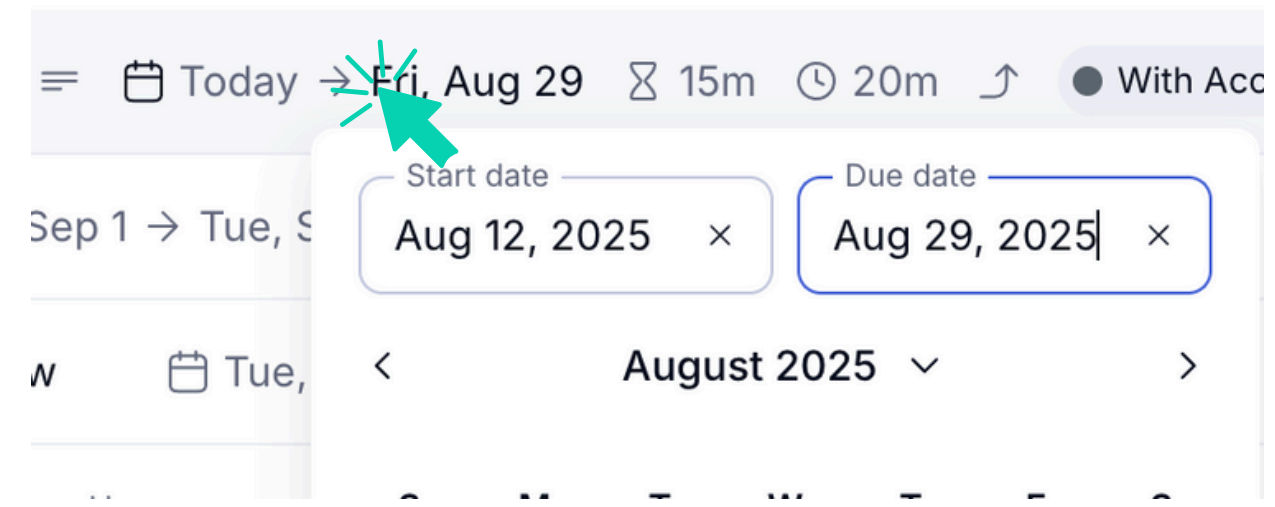 Today → Fri, Aug 29 15m 20m With Acc
Start date Due date
Sep 1 → Tue, S
Aug 12, 2025 × Aug 29, 2025 ×
w Tue,
August 2025
S M T W T F S